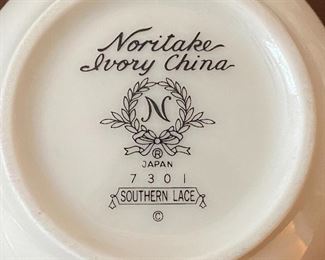 Noritake
Ivory China
N
®
JAPAN
7301
SOUTHERN LACE
©